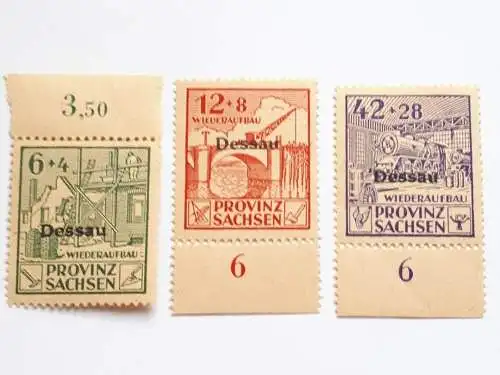 3,50
6+4
Dessau
WIEDERAUFBAU
PROVINZ
SACHSEN
12+8
WIEDERAUFBAU
Dessau
PROVINZ
SACHSEN
6
42+28
Dessau
WIEDERAUFBAU
PROVINZ
SACHSEN
6